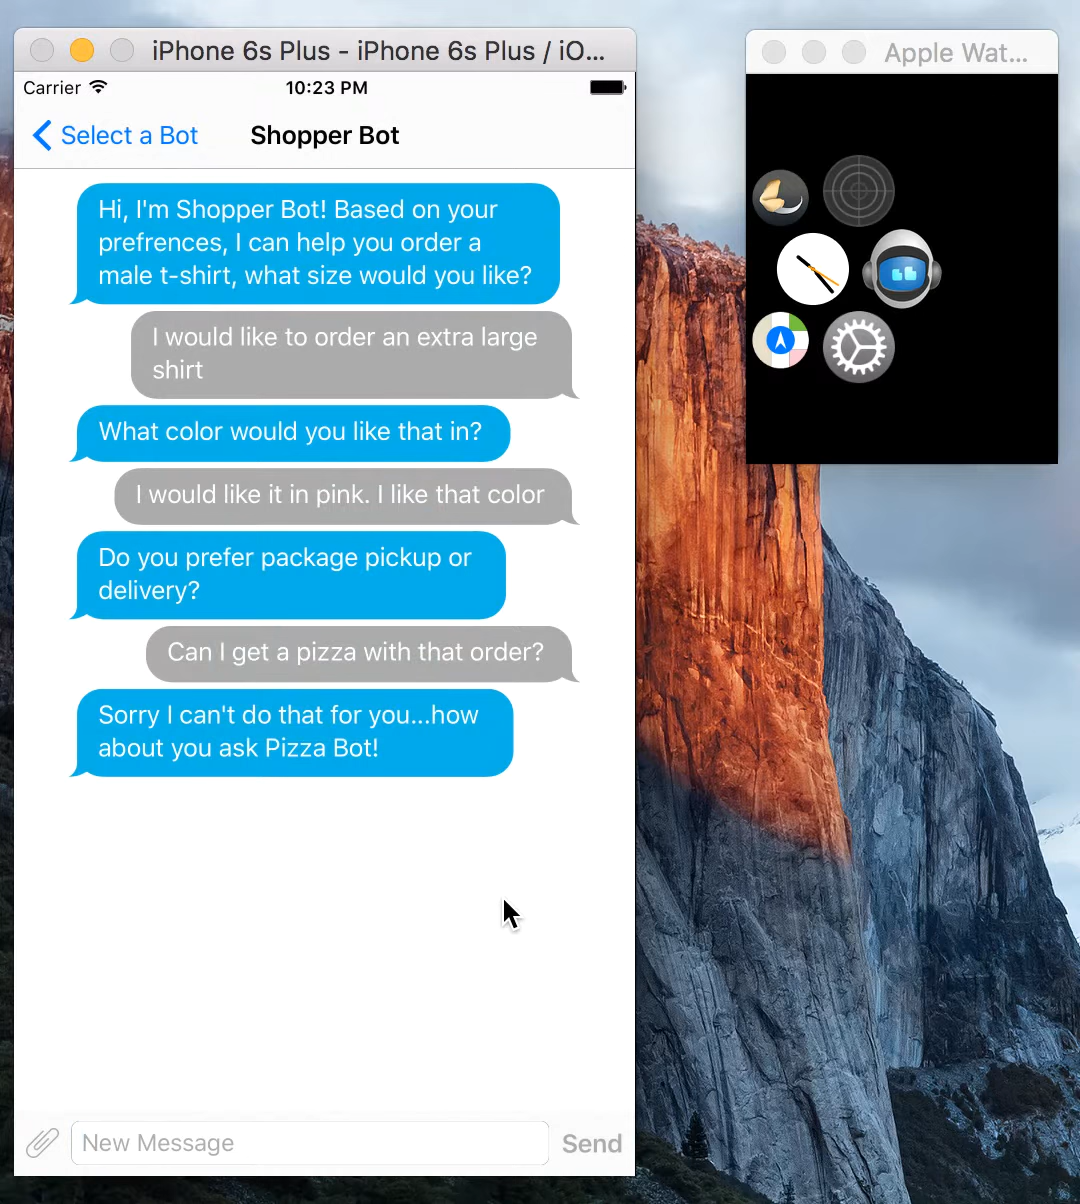 iPhone 6s Plus - iPhone 6s Plus / iO...
Apple Wat...
Carrier
10:23 PM
Select a Bot
Shopper Bot
Hi, I'm Shopper Bot! Based on your
prefrences, I can help you order a
male t-shirt, what size would you like?
I would like to order an extra large
shirt
What color would you like that in?
I would like it in pink. I like that color
Do you prefer package pickup or
delivery?
Can I get a pizza with that order?
Sorry I can't do that for you...how
about you ask Pizza Bot!
New Message
Send